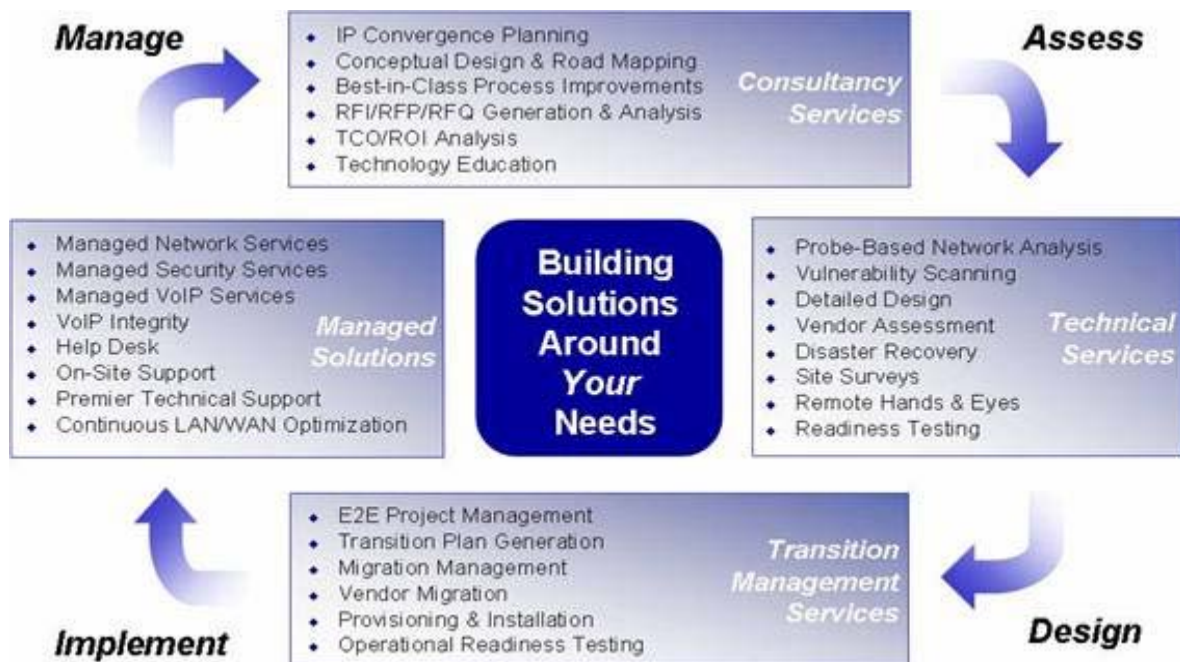 Manage
Assess
IP Convergence Planning
Conceptual Design & Road Mapping
Best-in-Class Process Improvements
RFI/RFP/RFQ Generation & Analysis
TCO/ROI Analysis
Technology Education
Consultancy
Services
Managed Network Services
Managed Security Services
Managed VoIP Services
VoIP Integrity
Help Desk
On-Site Support
Premier Technical Support
Continuous LAN/WAN Optimization
Managed
Solutions
Building
Solutions
Around
Your
Needs
Probe-Based Network Analysis
Vulnerability Scanning
Detailed Design
Vendor Assessment
Disaster Recovery
Site Surveys
Remote Hands & Eyes
Readiness Testing
Technical
Services
E2E Project Management
Transition Plan Generation
Migration Management
Vendor Migration
Provisioning & Installation
Operational Readiness Testing
Transition
Management
Services
Implement
Design